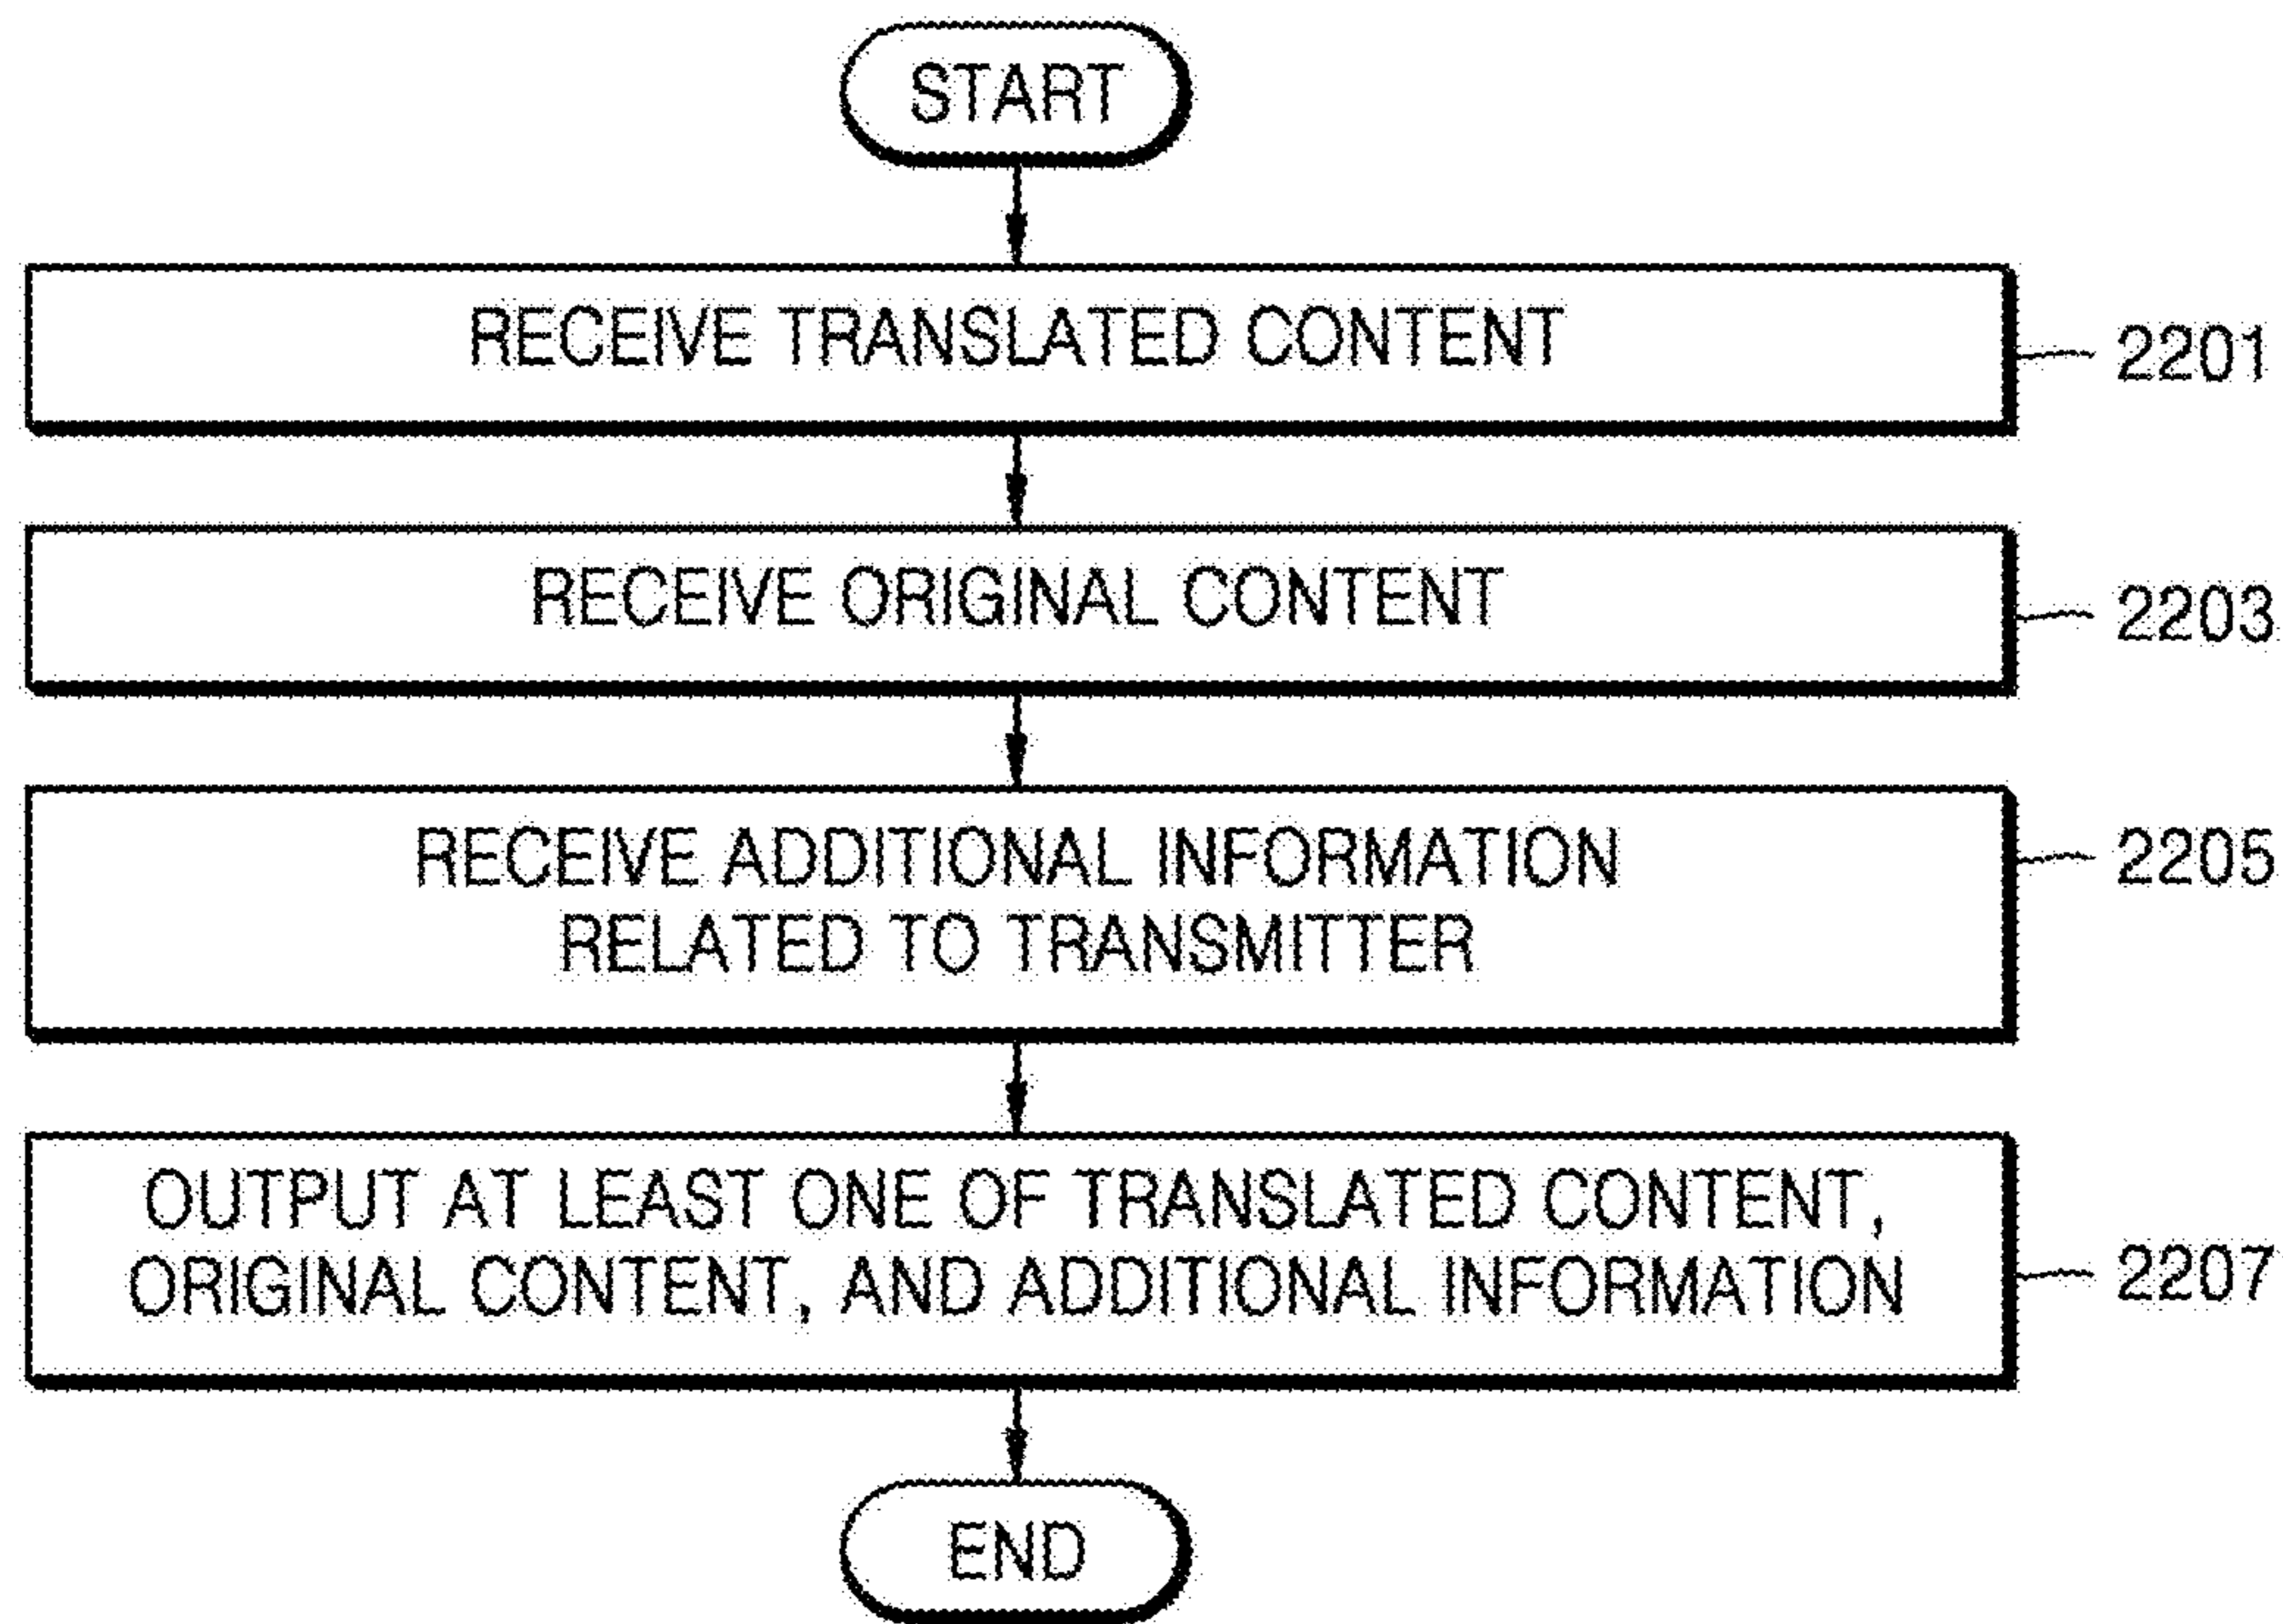 START
RECEIVE TRANSLATED CONTENT
2201
RECEIVE ORIGINAL CONTENT
2203
RECEIVE ADDITIONAL INFORMATION
RELATED TO TRANSMITTER
2205
OUTPUT AT LEAST ONE OF TRANSLATED CONTENT,
ORIGINAL CONTENT, AND ADDITIONAL INFORMATION
2207
END